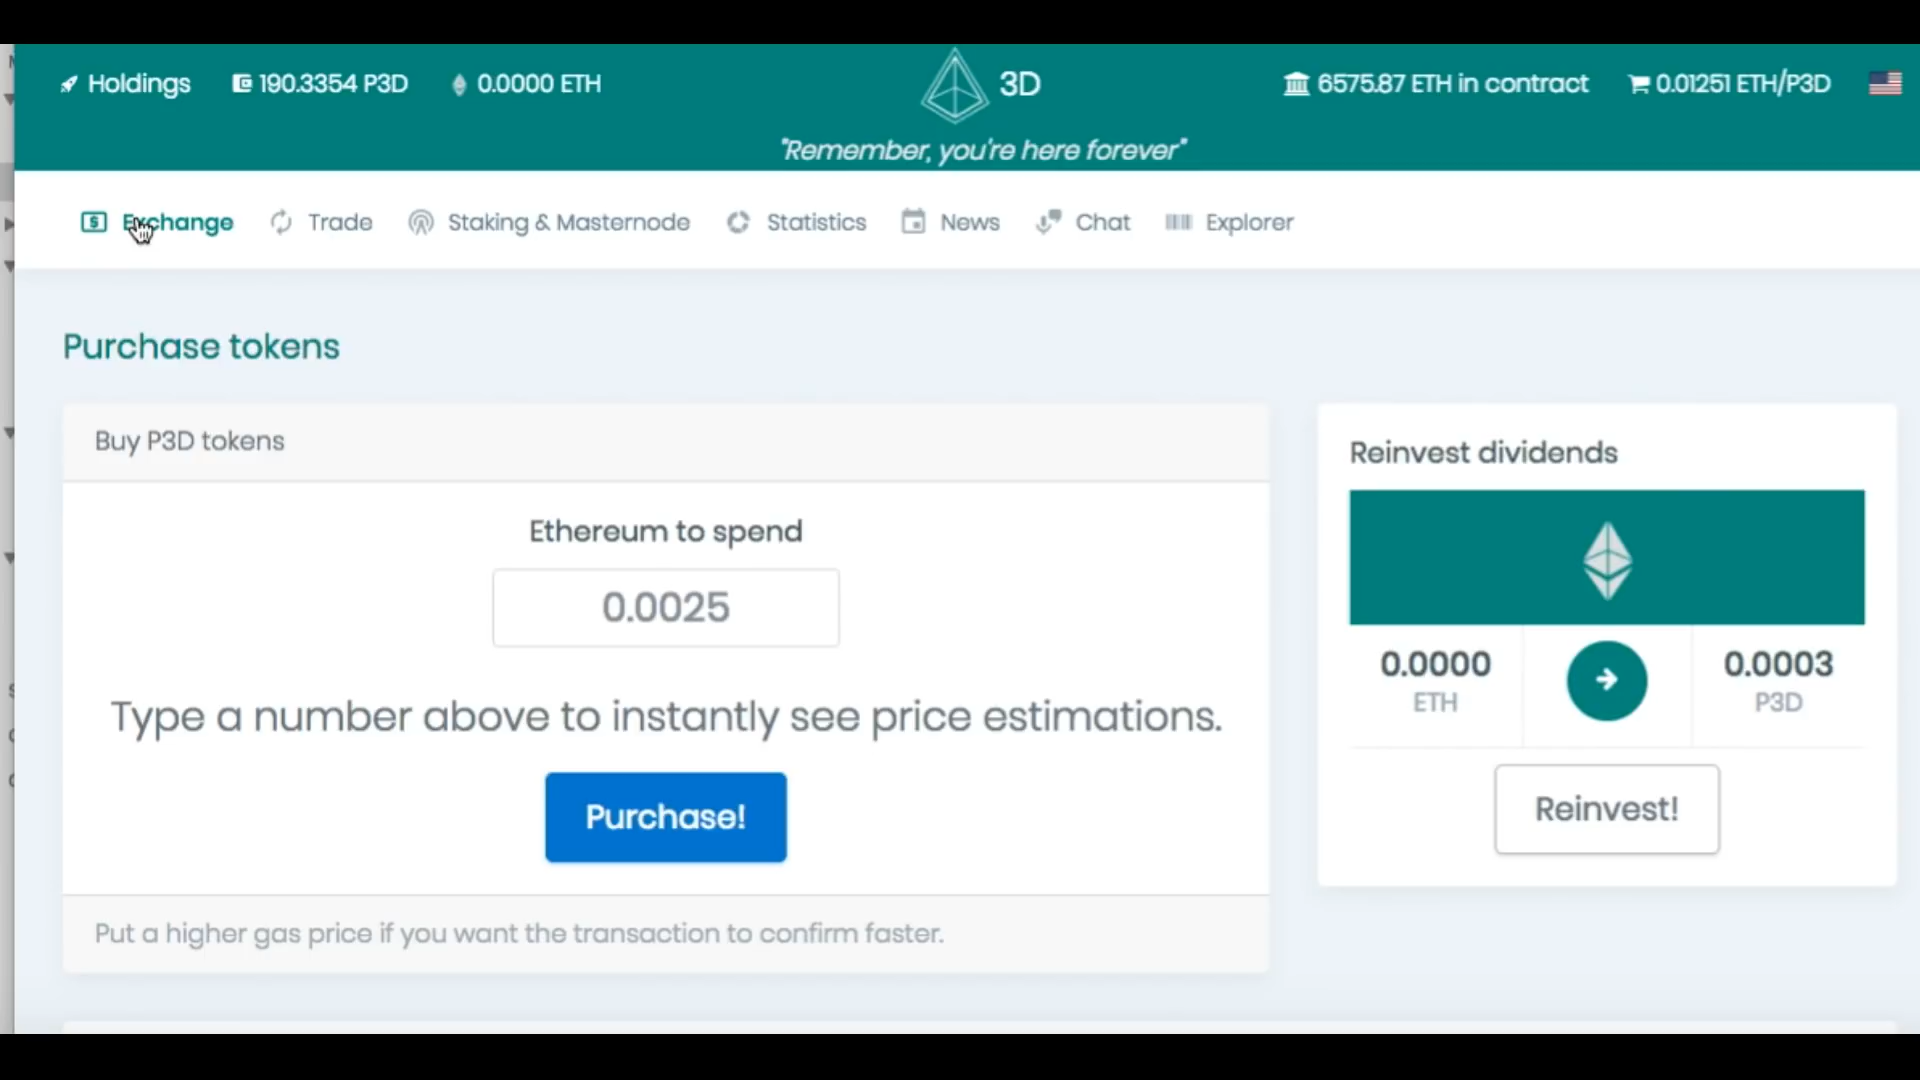 Holdings 190.3354 P3D 0.0000 ETH 3D 6575.87 ETH in contract 0.01251 ETH/P3D
"Remember, you're here forever"
Exchange Trade Staking & Masternode Statistics News Chat Explorer
Purchase tokens
Buy P3D tokens
Ethereum to spend
0.0025
Type a number above to instantly see price estimations.
Purchase!
Put a higher gas price if you want the transaction to confirm faster.
Reinvest dividends
0.0000 0.0003
ETH P3D
Reinvest!